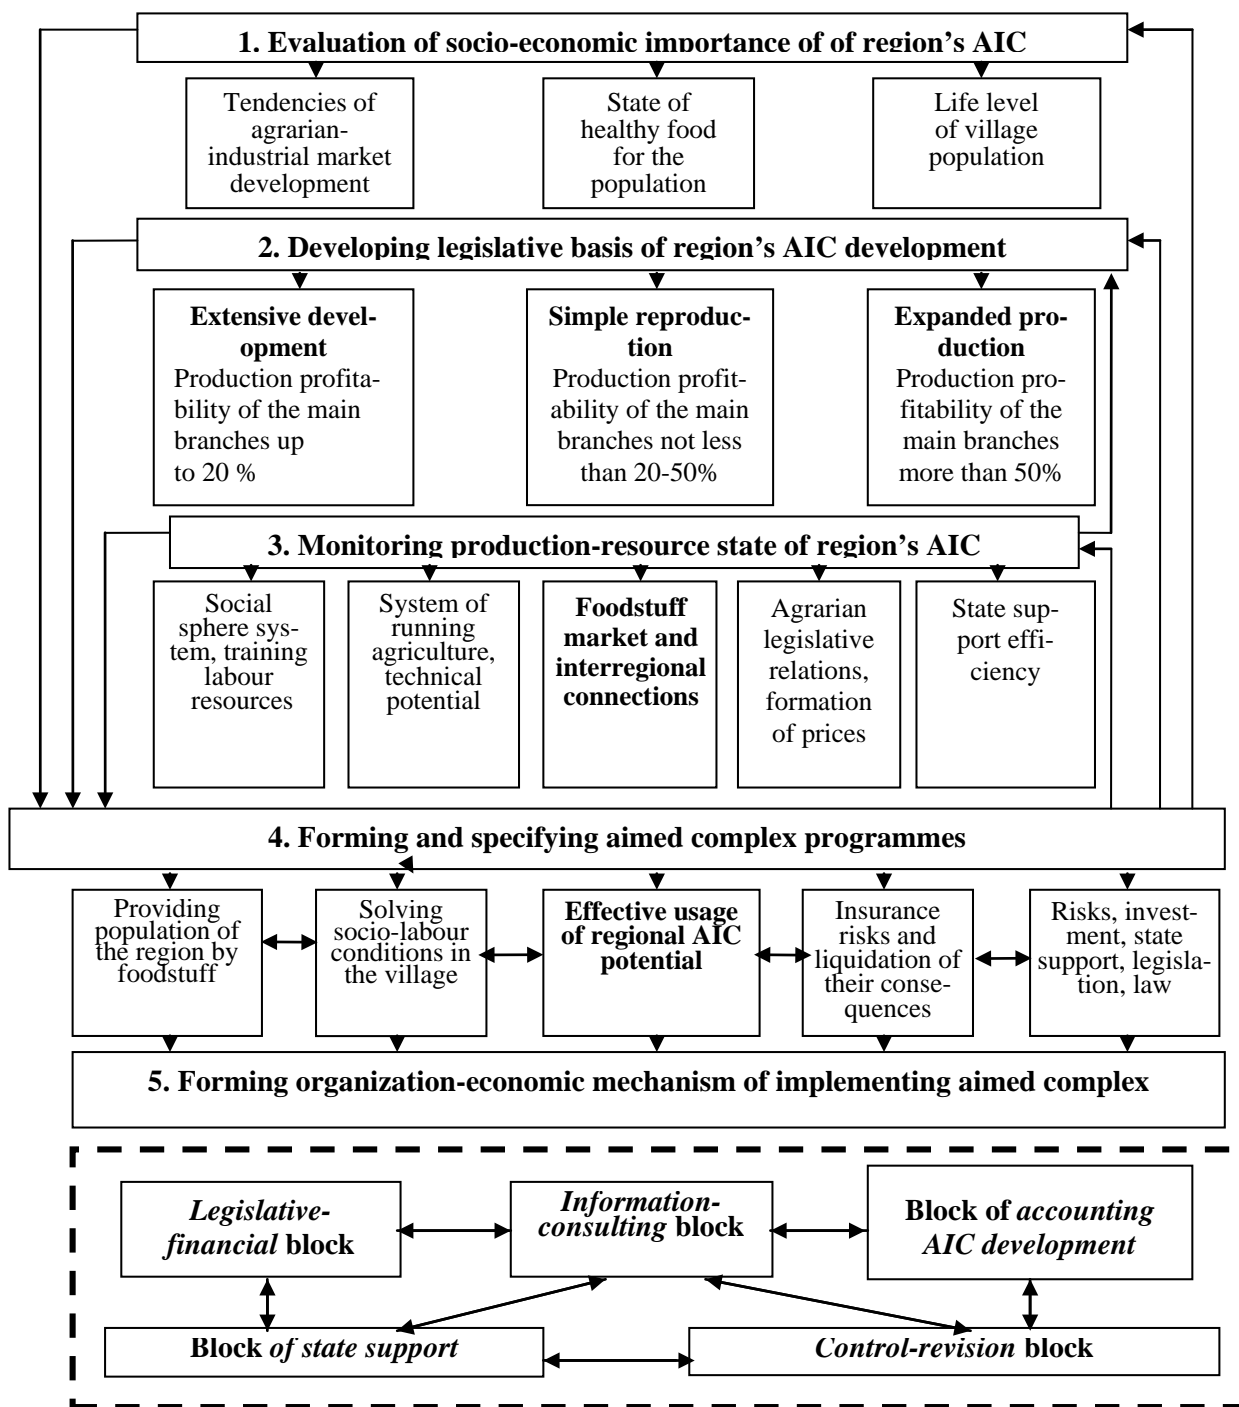 1. Evaluation of socio-economic importance of of region's AIC
Tendencies of
agrarian-
industrial market
development
State of
healthy food
for the
population
Life level
of village
population
2. Developing legislative basis of region's AIC development
Extensive devel-
opment
Production profita-
bility of the main
branches up
to 20 %
Simple reproduc-
tion
Production profit-
ability of the main
branches not less
than 20-50%
Expanded pro-
duction
Production pro-
fitability of the
main branches
more than 50%
3. Monitoring production-resource state of region's AIC
Social
sphere sys-
tem, training
labour
resources
System of
running
agriculture,
technical
potential
Foodstuff
market and
interregional
connections
Agrarian
legislative
relations,
formation
of prices
State sup-
port effi-
ciency
4. Forming and specifying aimed complex programmes
Providing
population of
the region by
foodstuff
Solving
socio-labour
conditions in
the village
Effective usage
of regional AIC
potential
Insurance
risks and
liquidation of
their conse-
quences
Risks, invest-
ment, state
support, legisla-
tion, law
5. Forming organization-economic mechanism of implementing aimed complex
Legislative-
financial block
Information-
consulting block
Block of accounting
AIC development
Block of state support
Control-revision block